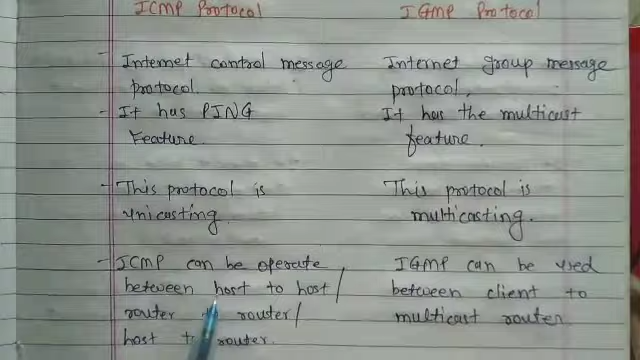 ICMP Protocol
Internet control message
protocol.
- It has PING
Feature.
- This protocol is
Unicasting.
- ICMP can be operate
between host to host /
router to router /
host to router.
IGMP Protocol
Internet group message
protocol.
It has the multicast
feature.
This protocol is
multicasting.
IGMP can be used
between client to
multicast router.